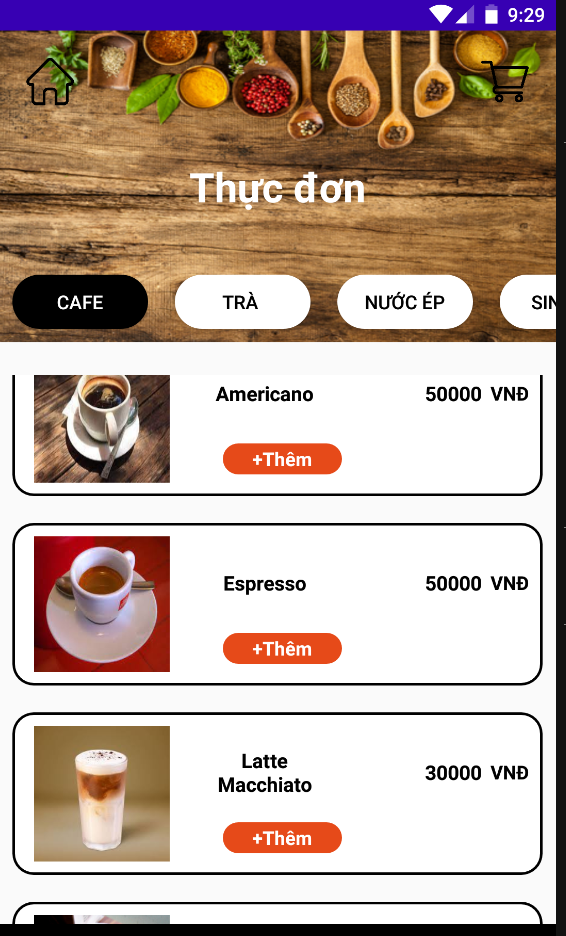 9:29
Thực đơn
CAFE
TRÀ
NƯỚC ÉP
SIN
Americano
50000 VNĐ
+Thêm
Espresso
50000 VNĐ
+Thêm
Latte
Macchiato
30000 VNĐ
+Thêm